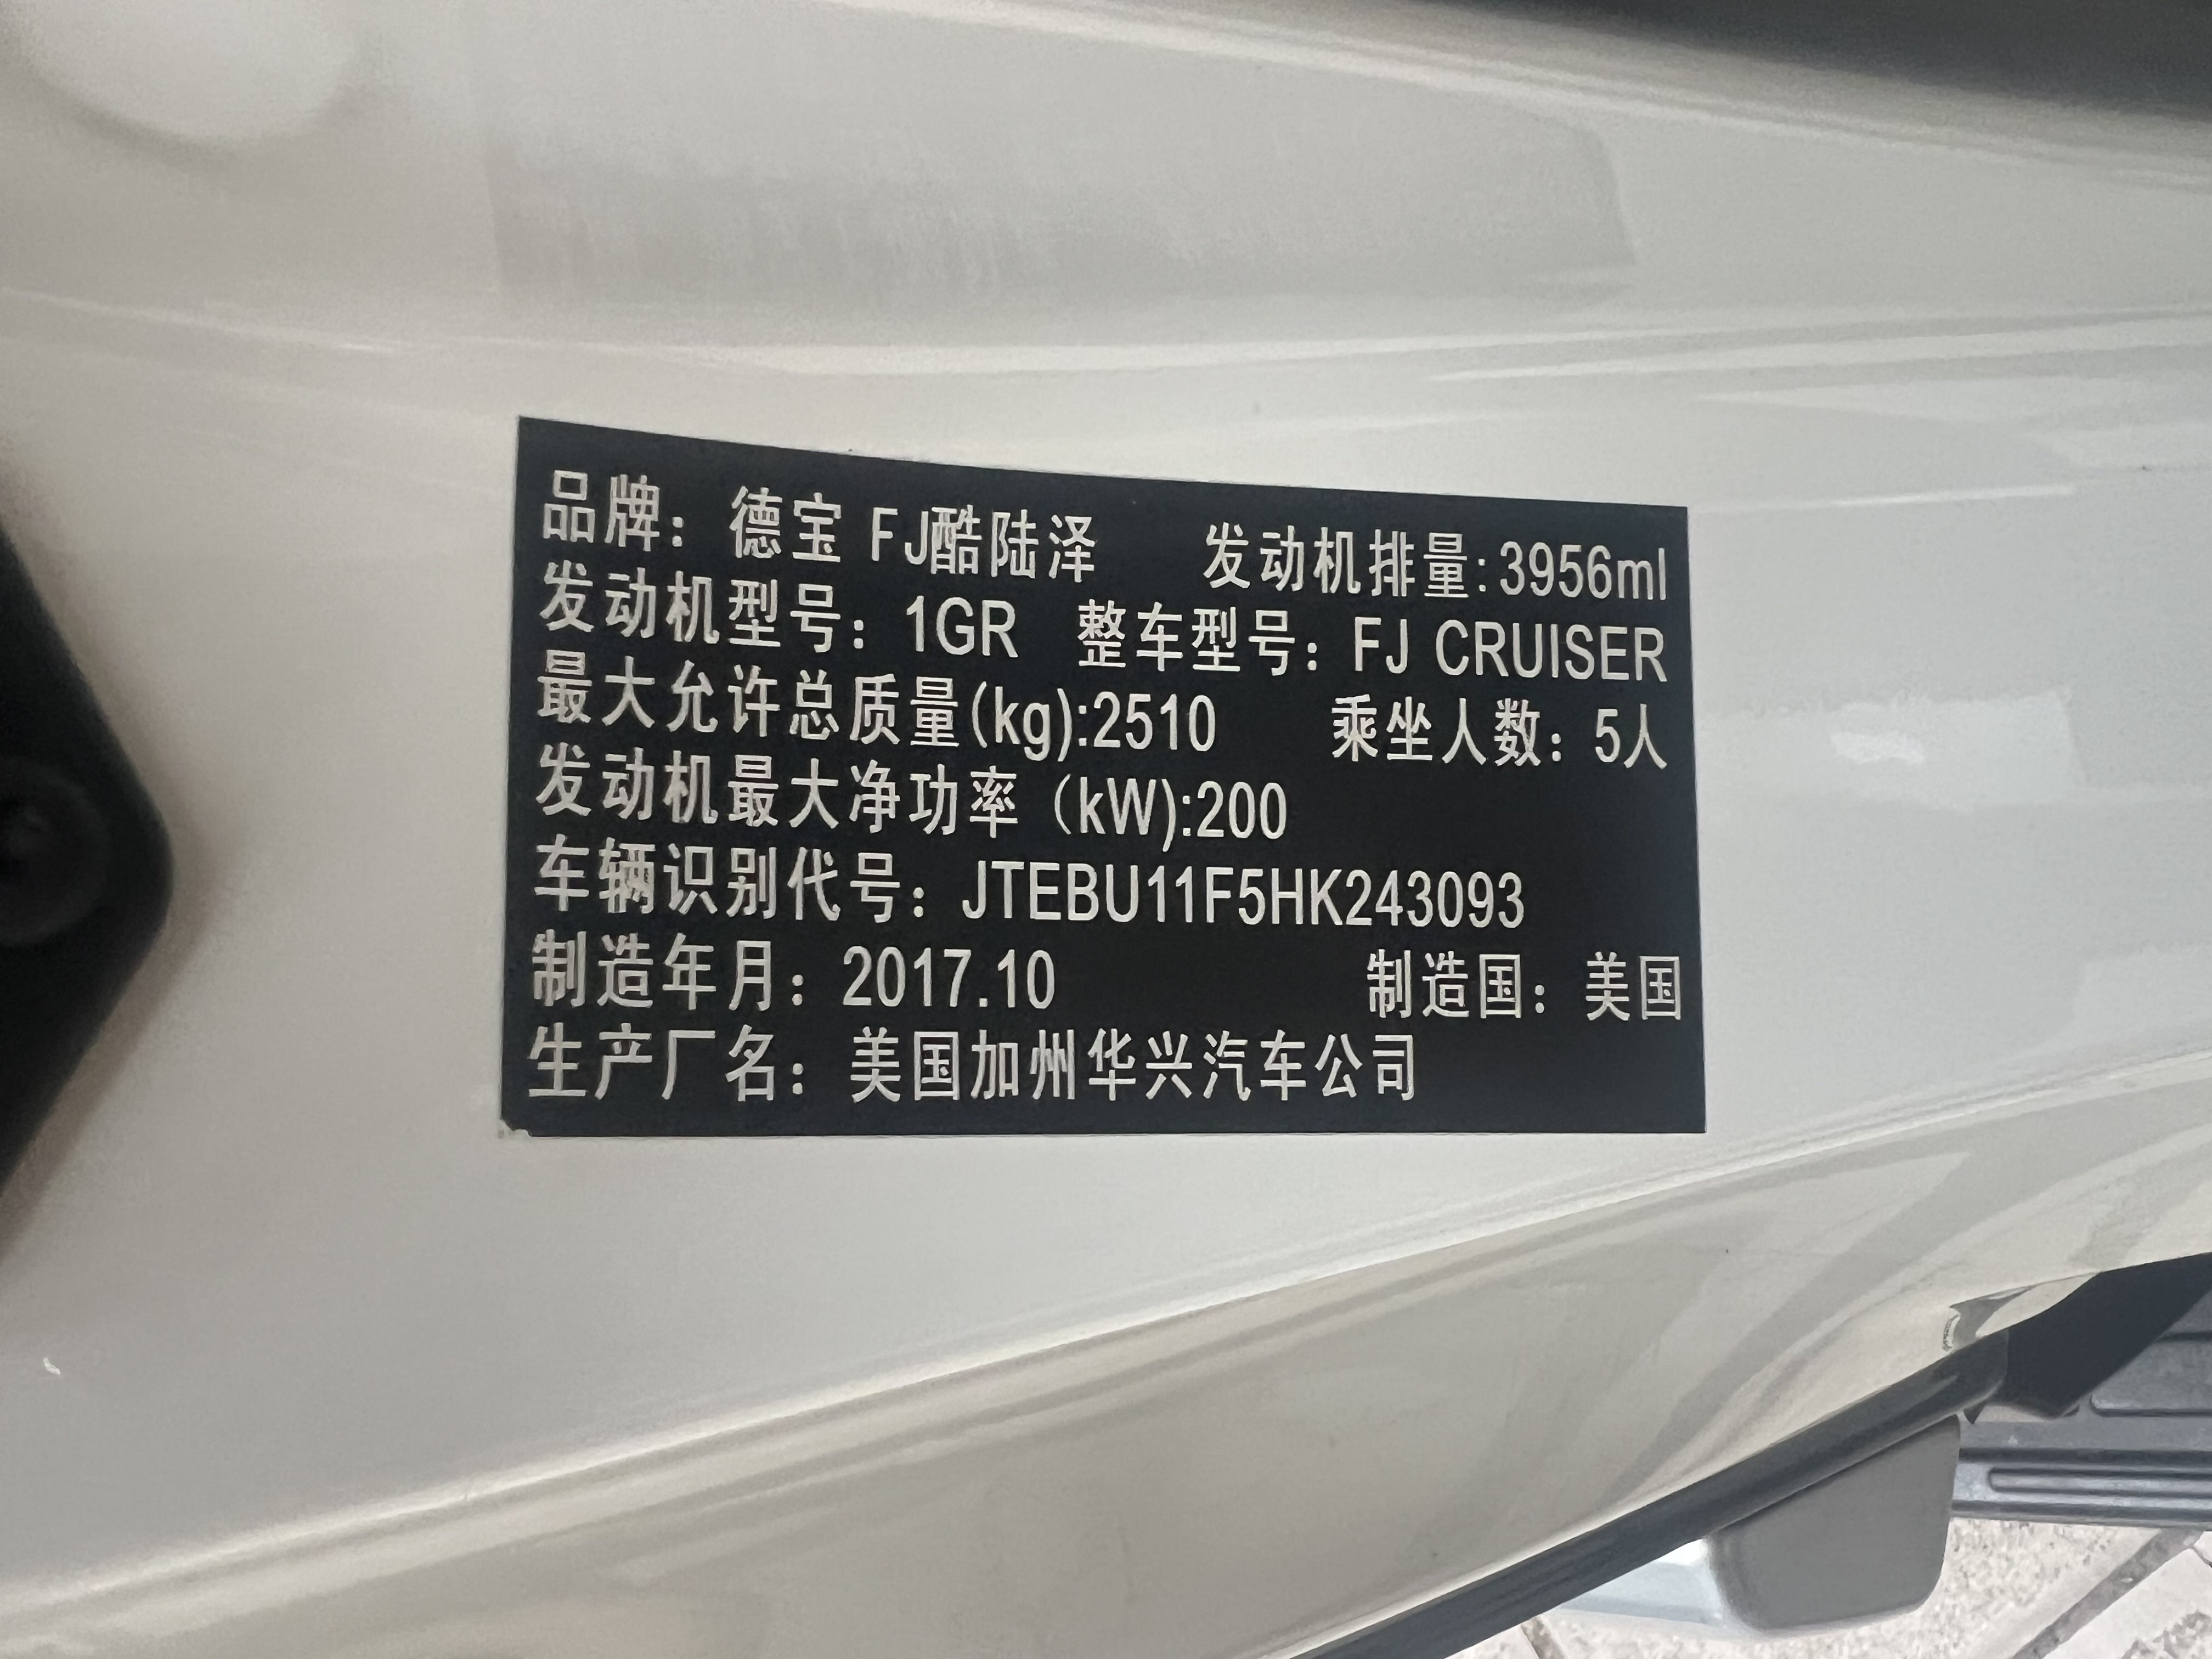 品牌：德宝 FJ酷陆泽 发动机排量:3956ml
发动机型号：1GR 整车型号：FJ CRUISER
最大允许总质量(kg):2510 乘坐人数：5人
发动机最大净功率（kW):200
车辆识别代号：JTEBU11F5HK243093
制造年月：2017.10 制造国：美国
生产厂名：美国加州华兴汽车公司